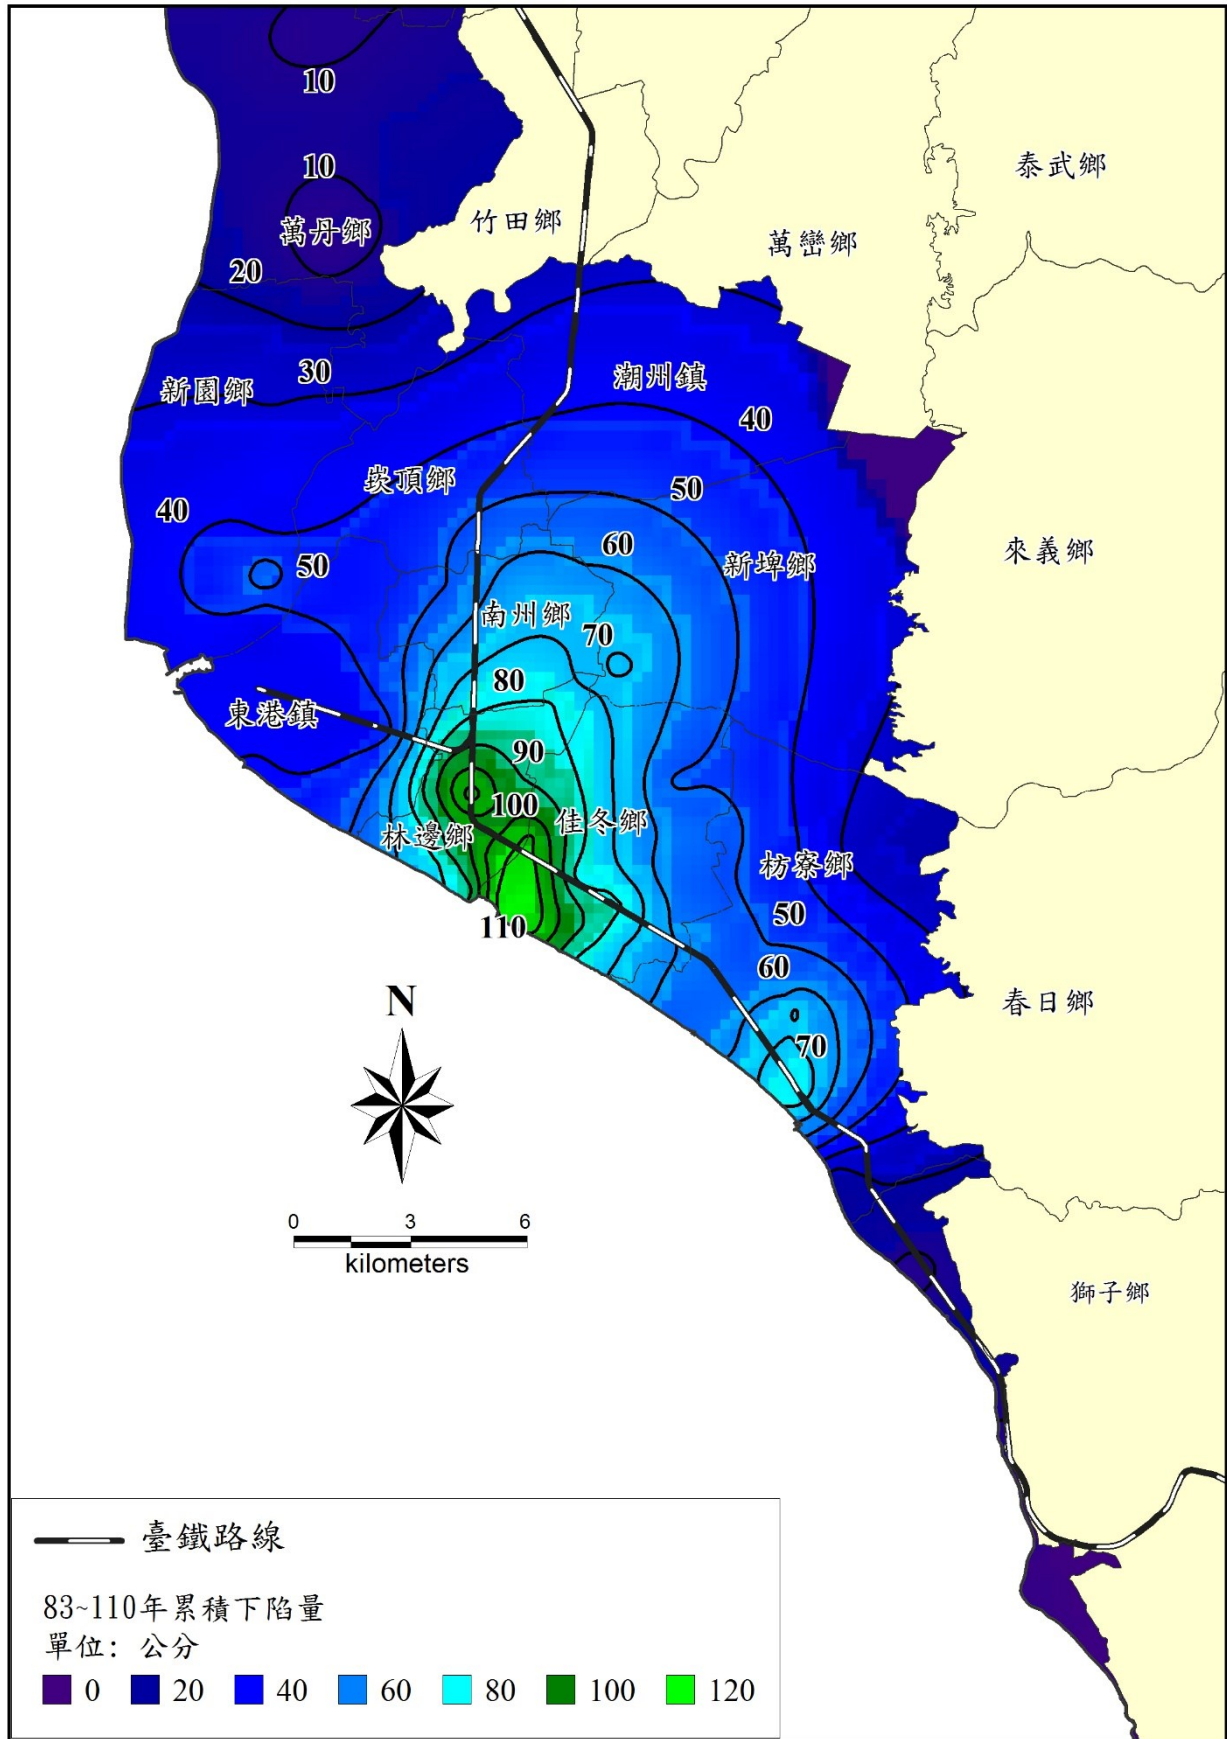 10
10
泰武鄉
竹田鄉
萬丹鄉
萬巒鄉
20
30
新園鄉
潮州鎮
40
崁頂鄉
50
40
60
來義鄉
50
新埤鄉
南州鄉
70
80
東港鎮
90
100
佳冬鄉
林邊鄉
枋寮鄉
50
110
60
N
春日鄉
70
0 3 6
kilometers
獅子鄉
臺鐵路線
83~110年累積下陷量
單位: 公分
0 20 40 60 80 100 120